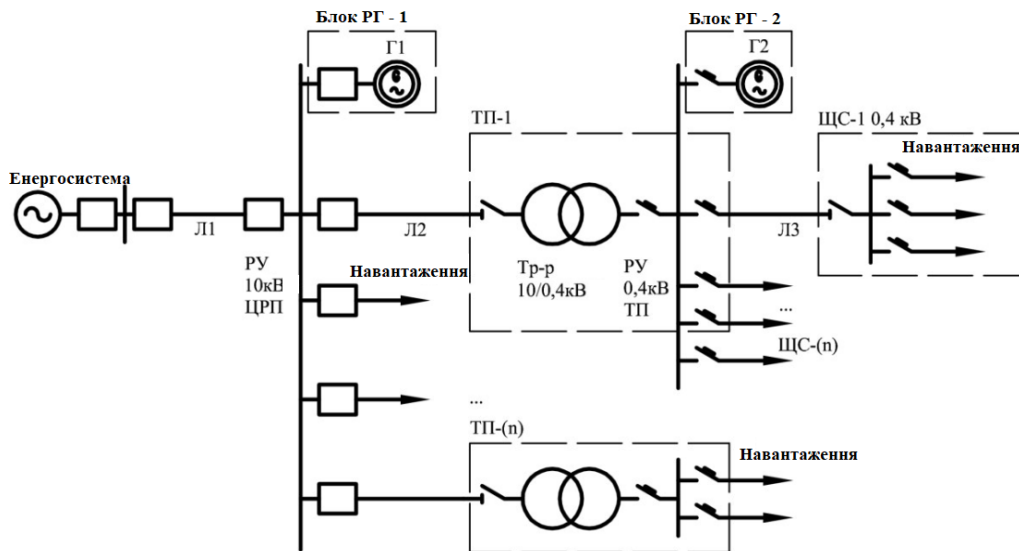 Блок РГ - 1
Блок РГ - 2
Г1
Г2
G
G
ТП-1
ЩС-1 0,4 кВ
Навантаження
Енергосистема
Л1
Л2
Л3
РУ
10кВ
ЦРП
Навантаження
Тр-р
10/0,4кВ
РУ
0,4кВ
ТП
...
ЩС-(n)
...
ТП-(n)
Навантаження